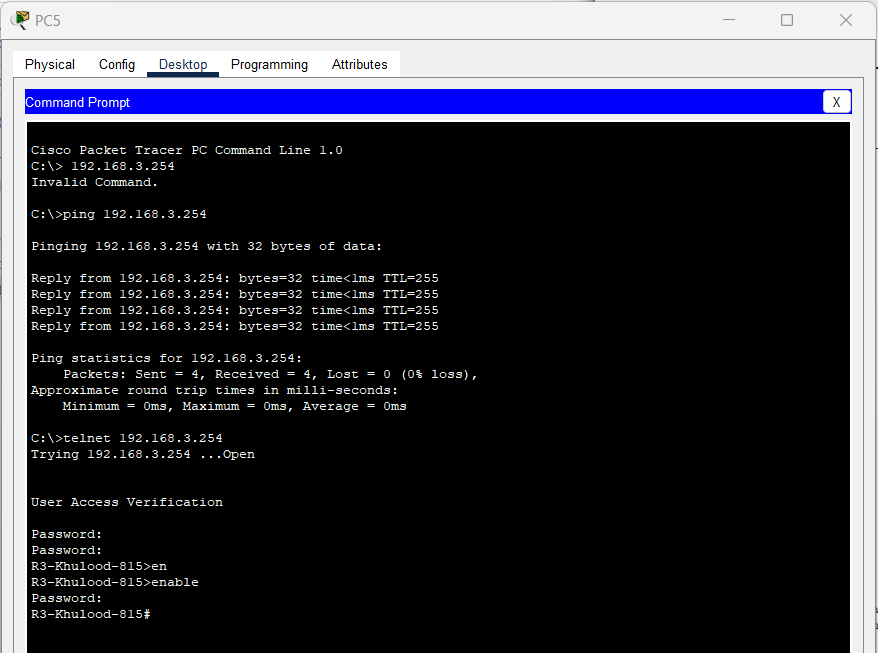 PC5
Physical Config Desktop Programming Attributes
Command Prompt X
Cisco Packet Tracer PC Command Line 1.0
C:\> 192.168.3.254
Invalid Command.
C:\>ping 192.168.3.254
Pinging 192.168.3.254 with 32 bytes of data:
Reply from 192.168.3.254: bytes=32 time<1ms TTL=255
Reply from 192.168.3.254: bytes=32 time<1ms TTL=255
Reply from 192.168.3.254: bytes=32 time<1ms TTL=255
Reply from 192.168.3.254: bytes=32 time<1ms TTL=255
Ping statistics for 192.168.3.254:
Packets: Sent = 4, Received = 4, Lost = 0 (0% loss),
Approximate round trip times in milli-seconds:
Minimum = 0ms, Maximum = 0ms, Average = 0ms
C:\>telnet 192.168.3.254
Trying 192.168.3.254 ...Open
User Access Verification
Password:
Password:
R3-Khulood-815>en
R3-Khulood-815>enable
Password:
R3-Khulood-815#